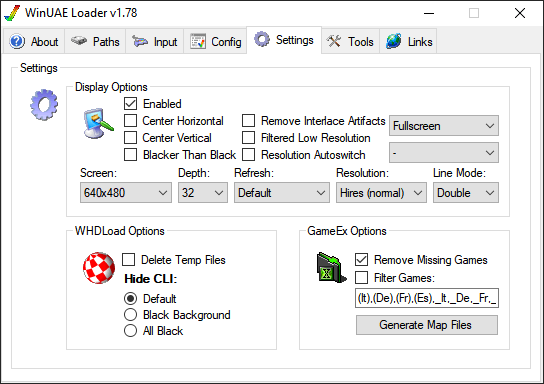 WinUAE Loader v1.78
About Paths Input Config Settings Tools Links
Settings
Display Options
Enabled
Center Horizontal Remove Interlace Artifacts Fullscreen
Center Vertical Filtered Low Resolution
Blacker Than Black Resolution Autoswitch -
Screen: Depth: Refresh: Resolution: Line Mode:
640x480 32 Default Hires (normal) Double
WHDLoad Options
Delete Temp Files
Hide CLI:
Default
Black Background
All Black
GameEx Options
Remove Missing Games
Filter Games:
(It),(De),(Fr),(Es),_It,_De,_Fr,_
Generate Map Files